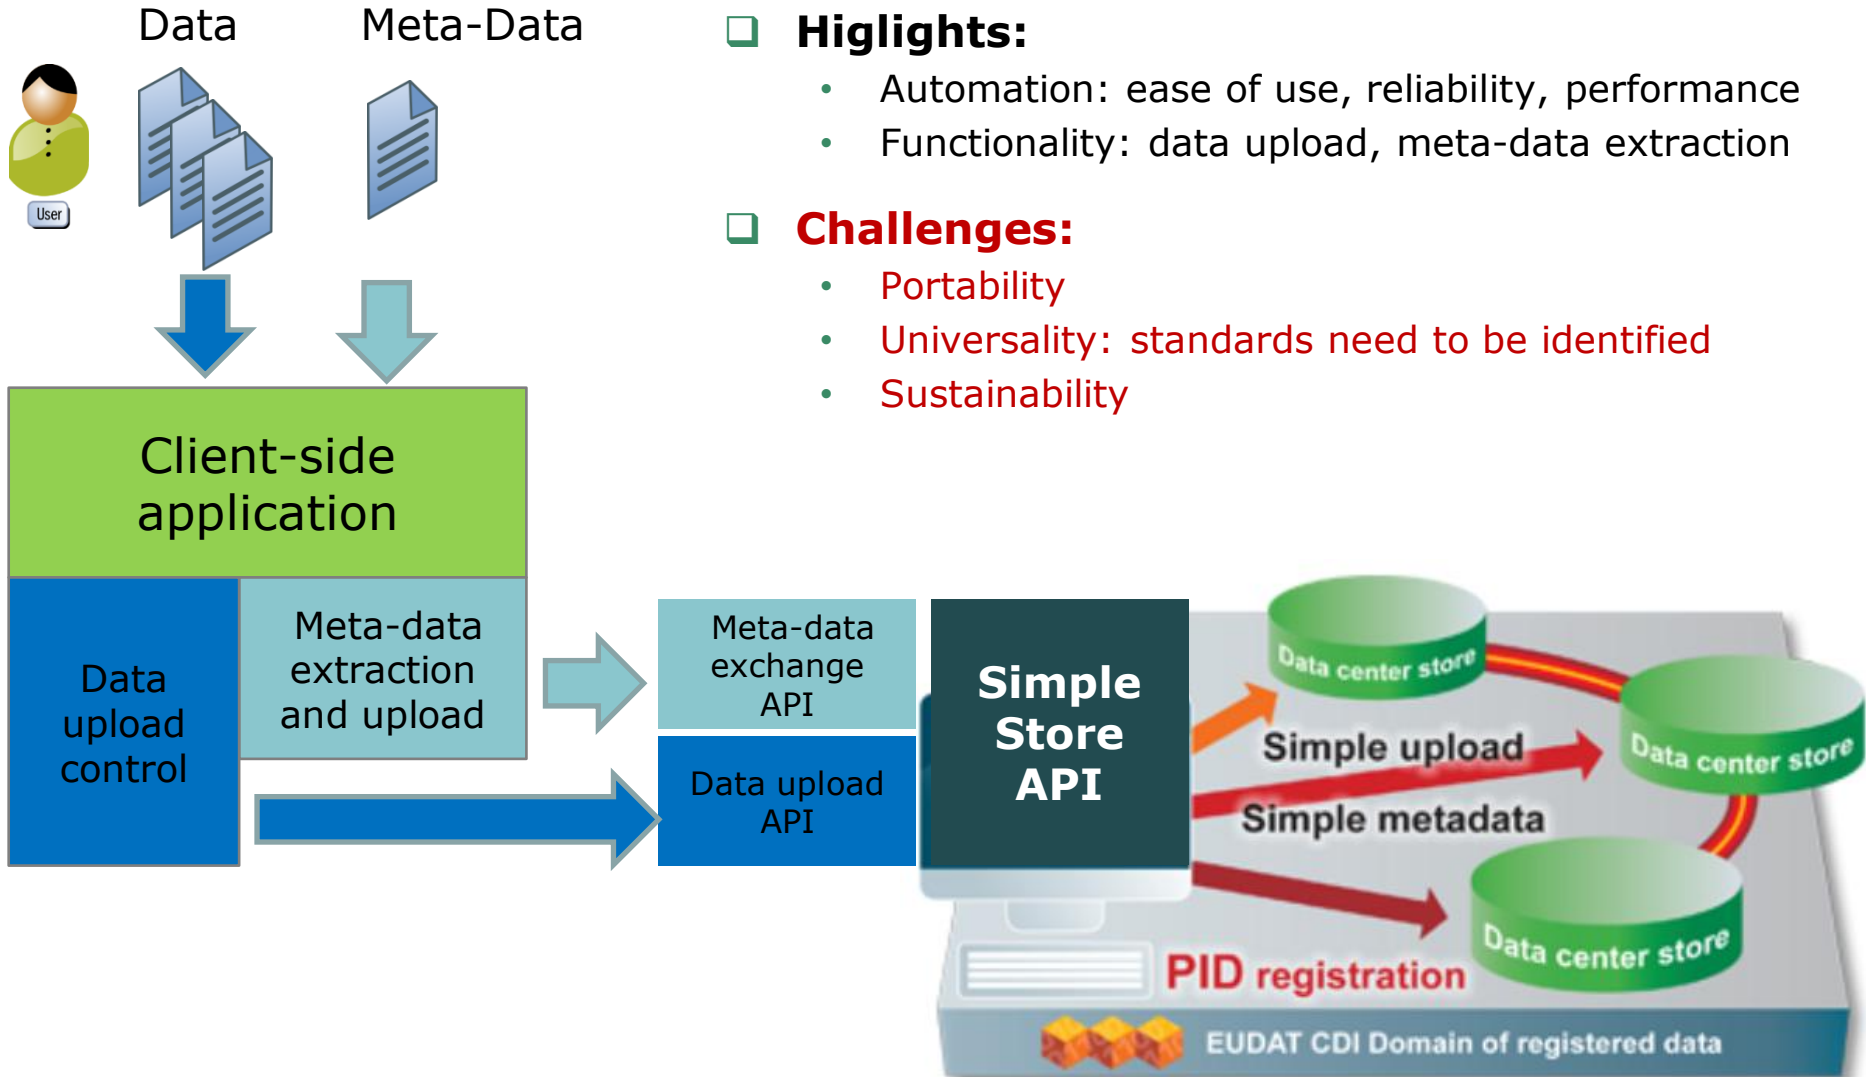 Data
Meta-Data
User
Higlights:
Automation: ease of use, reliability, performance
Functionality: data upload, meta-data extraction
Challenges:
Portability
Universality: standards need to be identified
Sustainability
Client-side
application
Data
upload
control
Meta-data
extraction
and upload
Meta-data
exchange
API
Data upload
API
Simple
Store
API
Data center store
Simple upload
Data center store
Simple metadata
Data center store
PID registration
EUDAT CDI Domain of registered data